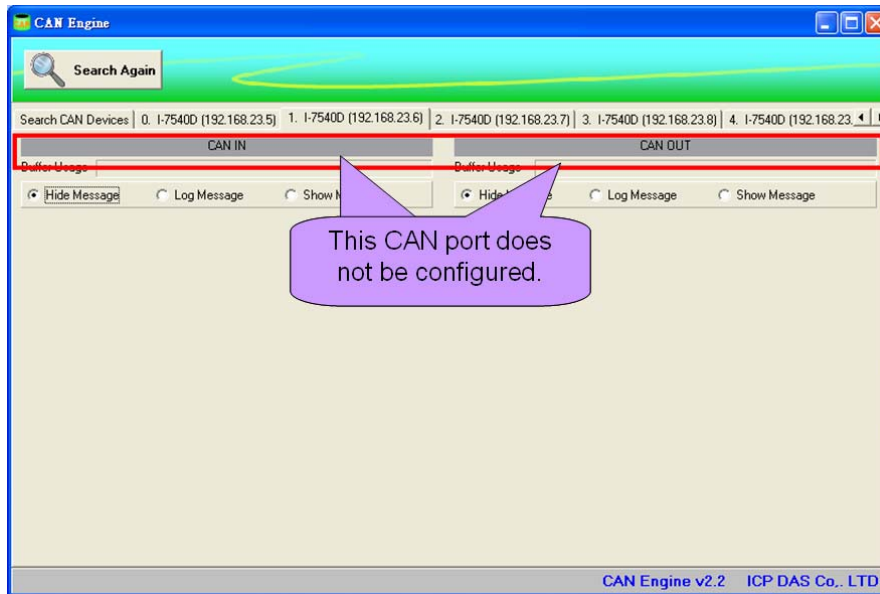 CAN Engine
Search Again
Search CAN Devices 0. I-7540D (192.168.23.5) 1. I-7540D (192.168.23.6) 2. I-7540D (192.168.23.7) 3. I-7540D (192.168.23.8) 4. I-7540D (192.168.23.
CAN IN CAN OUT
Buffer Usage Buffer Usage
Hide Message Log Message Show M Hide e Log Message Show Message
This CAN port does
not be configured.
CAN Engine v2.2 ICP DAS Co,. LTD